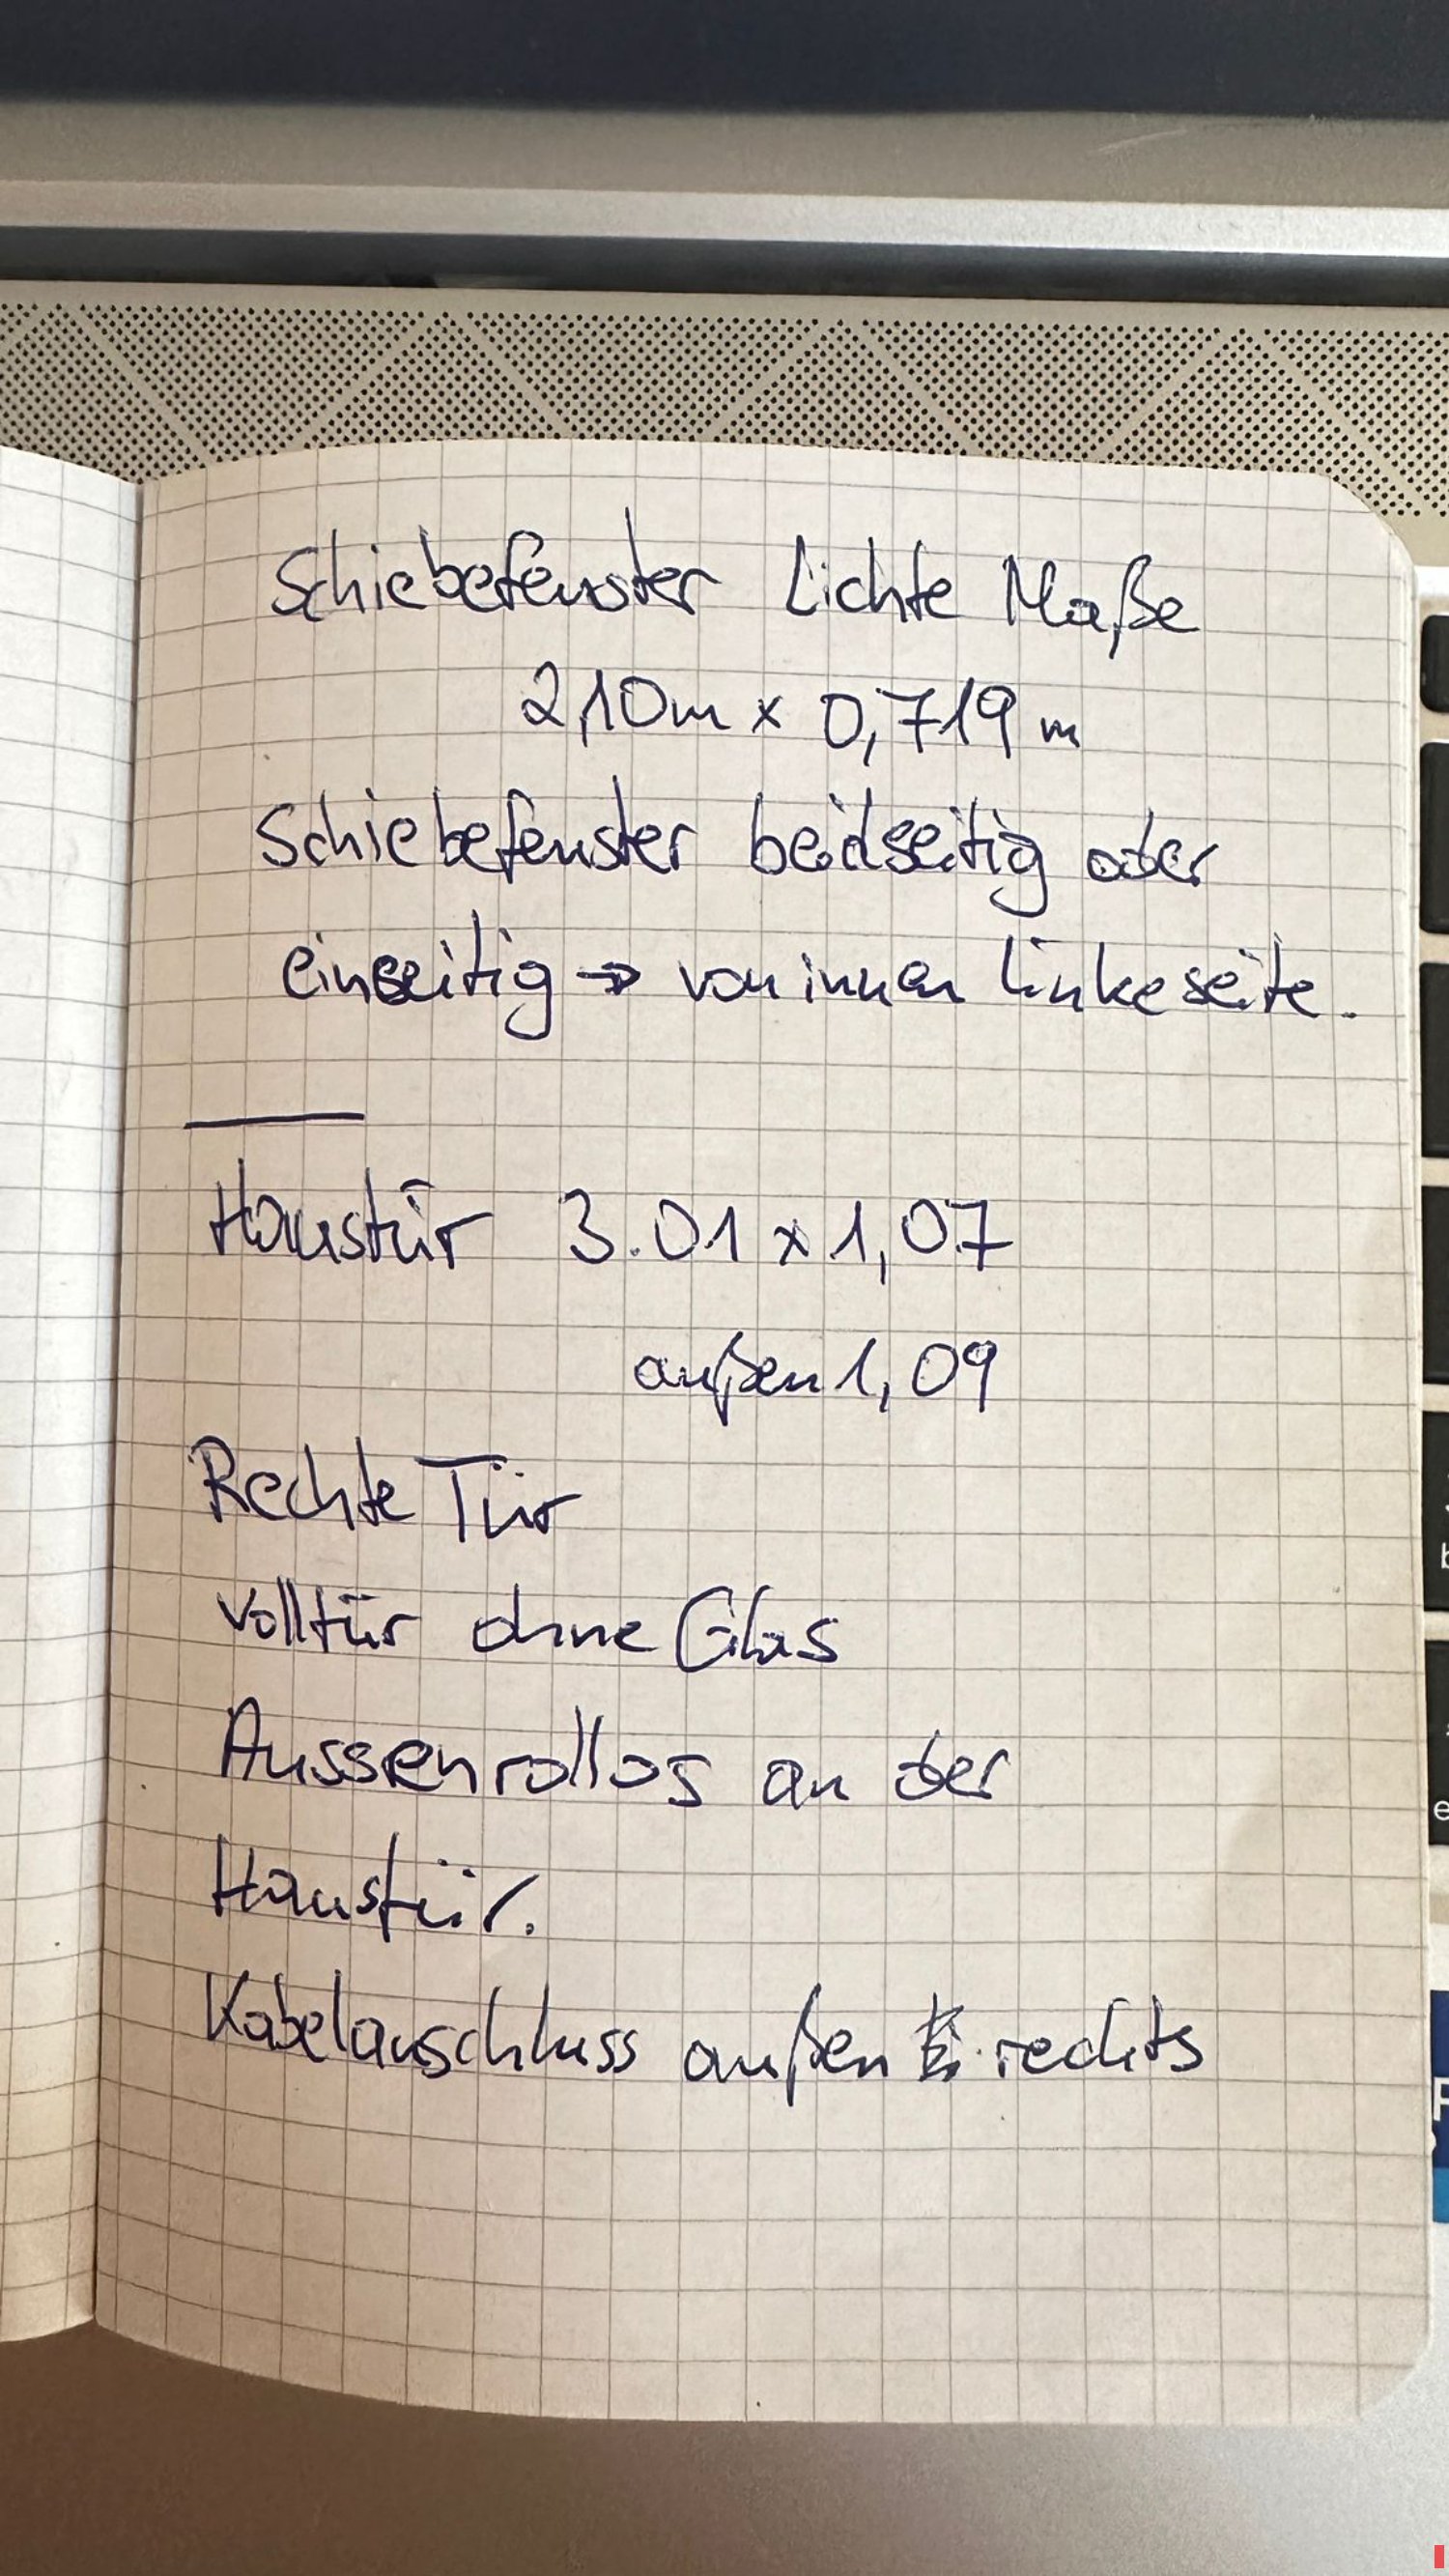 Schiebefenster Lichte Maße
2,10m x 0,719 m
Schiebefenster beidseitig oder
einseitig → von innen linke seite.
Haustür 3.01 x 1,07
außen 1,09
Rechte Tür
Volltür ohne Glas
Aussenrollos an der
Haustür.
Kabelanschluss außen rechts